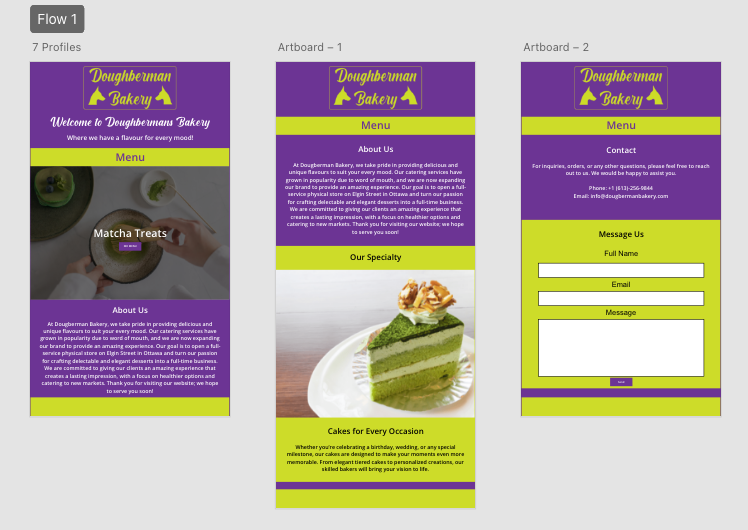 Flow 1
7 Profiles
Doughberman
Bakery
Welcome to Doughbermans Bakery
Where we have a flavour for every mood!
Menu
Matcha Treats
About Us
At Dougberman Bakery, we take pride in providing delicious and
unique flavours to suit your every mood. Our catering services have
grown in popularity due to word of mouth, and we are now expanding
our brand to provide an amazing experience. Our goal is to open a full-
service physical store on Elgin Street in Ottawa and turn our passion
for crafting delectable and elegant desserts into a full-time business.
We are committed to giving our clients an amazing experience that
creates a lasting impression, with a focus on healthier options and
catering to new markets. Thank you for visiting our website; we hope
to serve you soon!
Artboard – 1
Doughberman
Bakery
Menu
About Us
At Dougberman Bakery, we take pride in providing delicious and
unique flavours to suit your every mood. Our catering services have
grown in popularity due to word of mouth, and we are now expanding
our brand to provide an amazing experience. Our goal is to open a full-
service physical store on Elgin Street in Ottawa and turn our passion
for crafting delectable and elegant desserts into a full-time business.
We are committed to giving our clients an amazing experience that
creates a lasting impression, with a focus on healthier options and
catering to new markets. Thank you for visiting our website; we hope
to serve you soon!
Our Specialty
Cakes for Every Occasion
Whether you're celebrating a birthday, wedding, or any special
milestone, our cakes are designed to make your moments even more
memorable. From elegant tiered cakes to personalized creations, our
skilled bakers will bring your vision to life.
Artboard – 2
Doughberman
Bakery
Menu
Contact
For inquiries, orders, or any other questions, please feel free to reach
out to us. We would be happy to assist you.
Phone: +1 (613)-256-9844
Email: info@dougbermanbakery.com
Message Us
Full Name
Email
Message